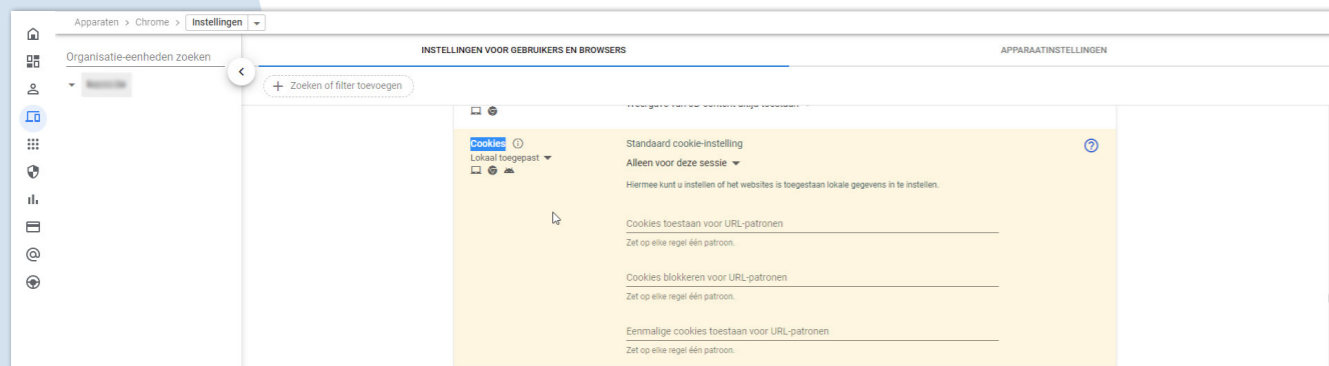 Apparaten > Chrome > Instellingen
Organisatie-eenheden zoeken
INSTELLINGEN VOOR GEBRUIKERS EN BROWSERS
APPARAATINSTELLINGEN
+ Zoeken of filter toevoegen
Cookies
Lokaal toegepast
Standaard cookie-instelling
Alleen voor deze sessie
Hiermee kunt u instellen of het websites is toegestaan lokale gegevens in te instellen.
Cookies toestaan voor URL-patronen
Zet op elke regel één patroon.
Cookies blokkeren voor URL-patronen
Zet op elke regel één patroon.
Eenmalige cookies toestaan voor URL-patronen
Zet op elke regel één patroon.